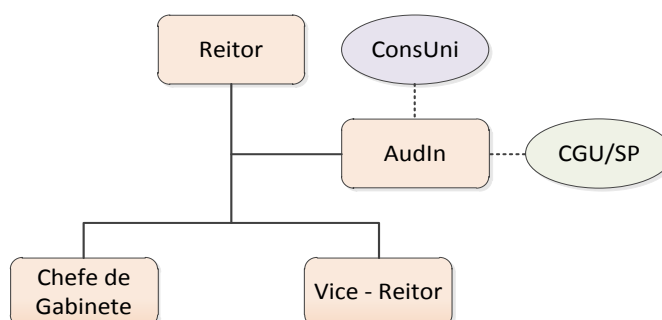 Reitor
ConsUni
AudIn
CGU/SP
Chefe de
Gabinete
Vice - Reitor